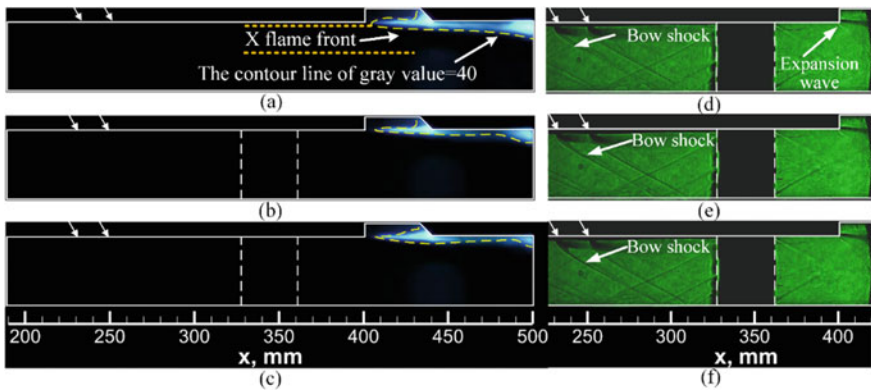 X flame front
The contour line of gray value=40
(a)
Bow shock
Expansion
wave
(d)
(b)
Bow shock
(e)
Bow shock
200 250 300 350 400 450 500
x, mm
(c)
250 300 350 400
x, mm
(f)